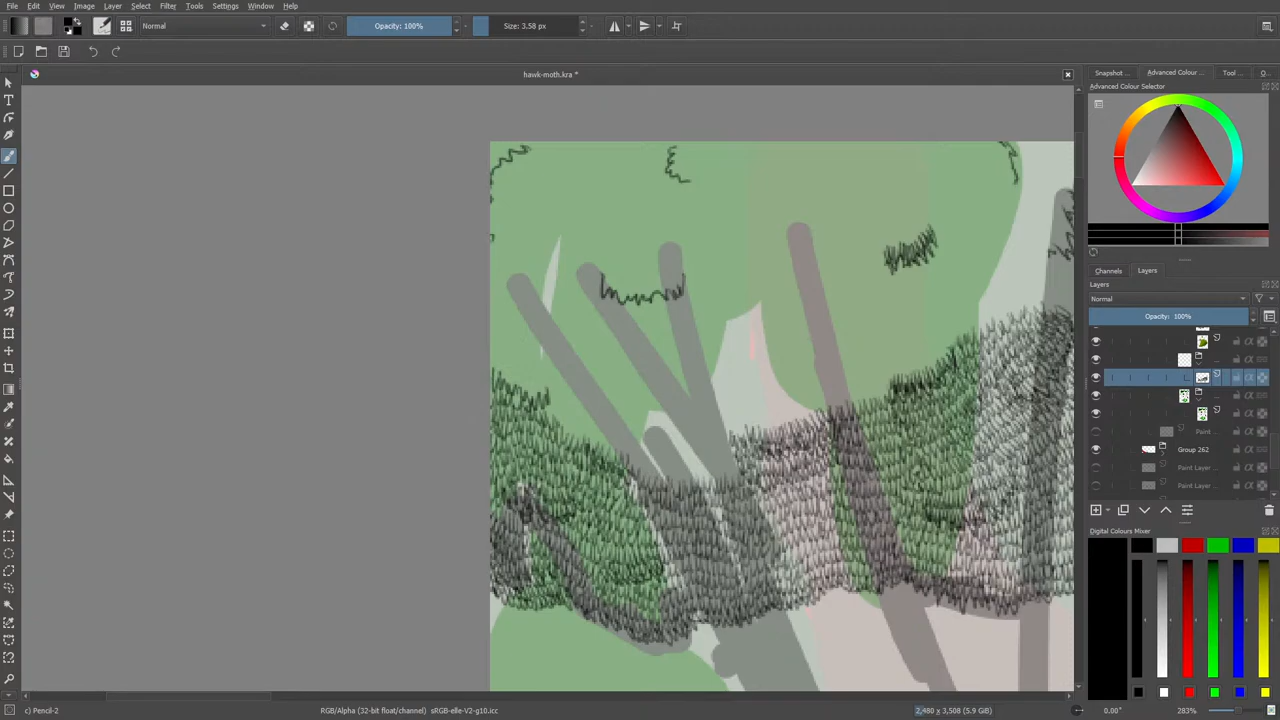 File Edit View Image Layer Select Filter Tools Settings Window Help
Normal Opacity: 100% Size: 3.58 px
hawk-moth.kra *
Snapshot ... Advanced Colour ... Tool ... O...
Advanced Colour Selector
Channels Layers
Layers
Normal
Opacity: 100%
Paint ...
Group 262
Paint Layer ...
Paint Layer ...
Digital Colours Mixer
c) Pencil-2 RGB/Alpha (32-bit float/channel) sRGB-elle-V2-g10.icc 2,480 x 3,508 (5.9 GiB) 0.00° 283%